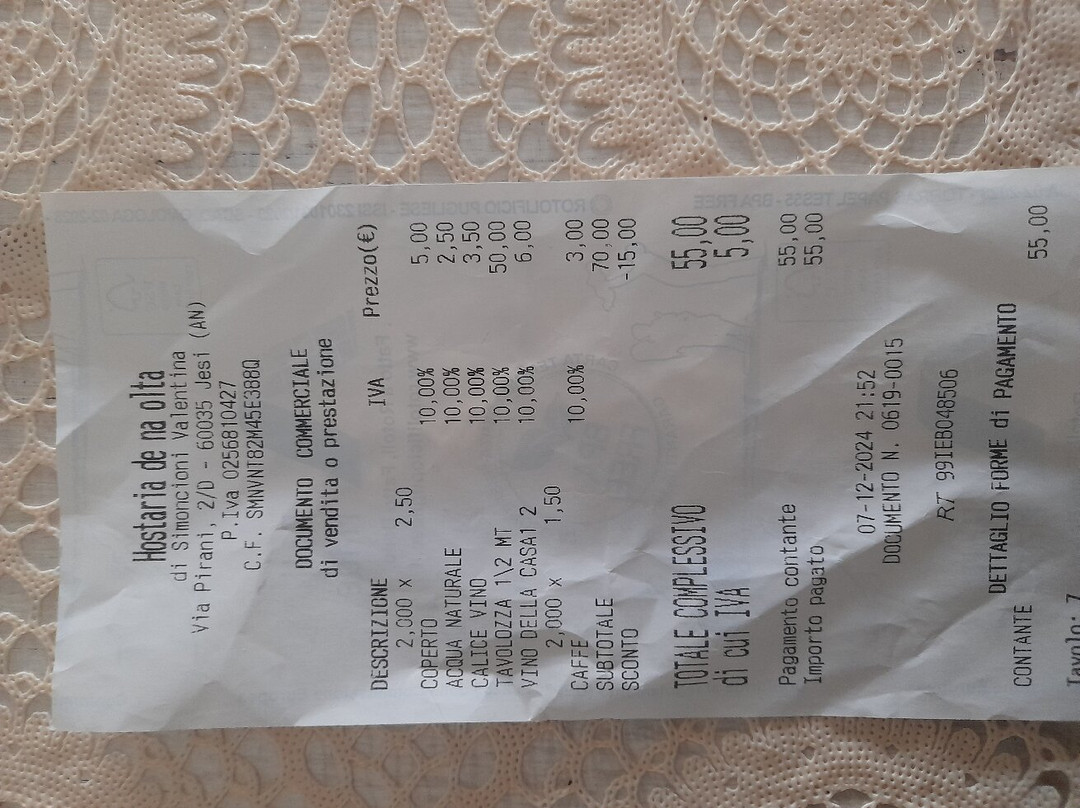 Hostaria de na olta
di Simoncioni Valentina
Via Pirani, 2/D - 60035 Jesi (AN)
P.Iva 0256810427
C.F. SMNVNT82M45E388Q
DOCUMENTO COMMERCIALE
di vendita o prestazione
DESCRIZIONE IVA Prezzo(€)
2,000 x 2,50
COPERTO 10,00% 5,00
ACQUA NATURALE 10,00% 2,50
CALICE VINO 10,00% 3,50
TAVOLOZZA 1\2 MT 10,00% 50,00
VINO DELLA CASA1 2 10,00% 6,00
2,000 x 1,50
CAFFE 10,00% 3,00
SUBTOTALE 70,00
SCONTO -15,00
TOTALE COMPLESSIVO 55,00
di cui IVA 5,00
Pagamento contante 55,00
Importo pagato 55,00
07-12-2024 21:52
DOCUMENTO N. 0619-0015
RT 99IEB048506
DETTAGLIO FORME di PAGAMENTO
CONTANTE 55,00
Tavolo: 7